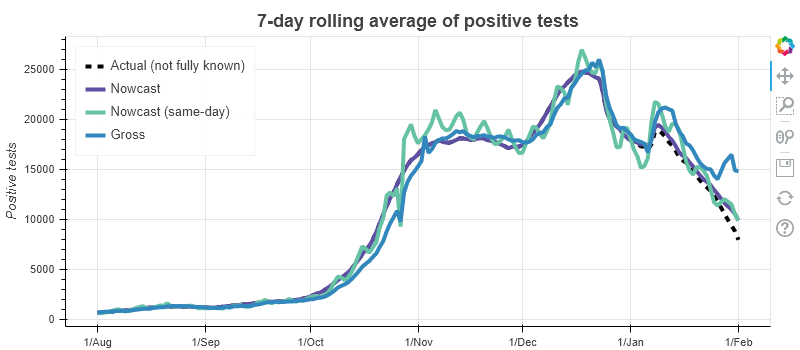 7-day rolling average of positive tests
Actual (not fully known)
Nowcast
Nowcast (same-day)
Gross
Positive tests
25000
20000
15000
10000
5000
0
1/Aug
1/Sep
1/Oct
1/Nov
1/Dec
1/Jan
1/Feb